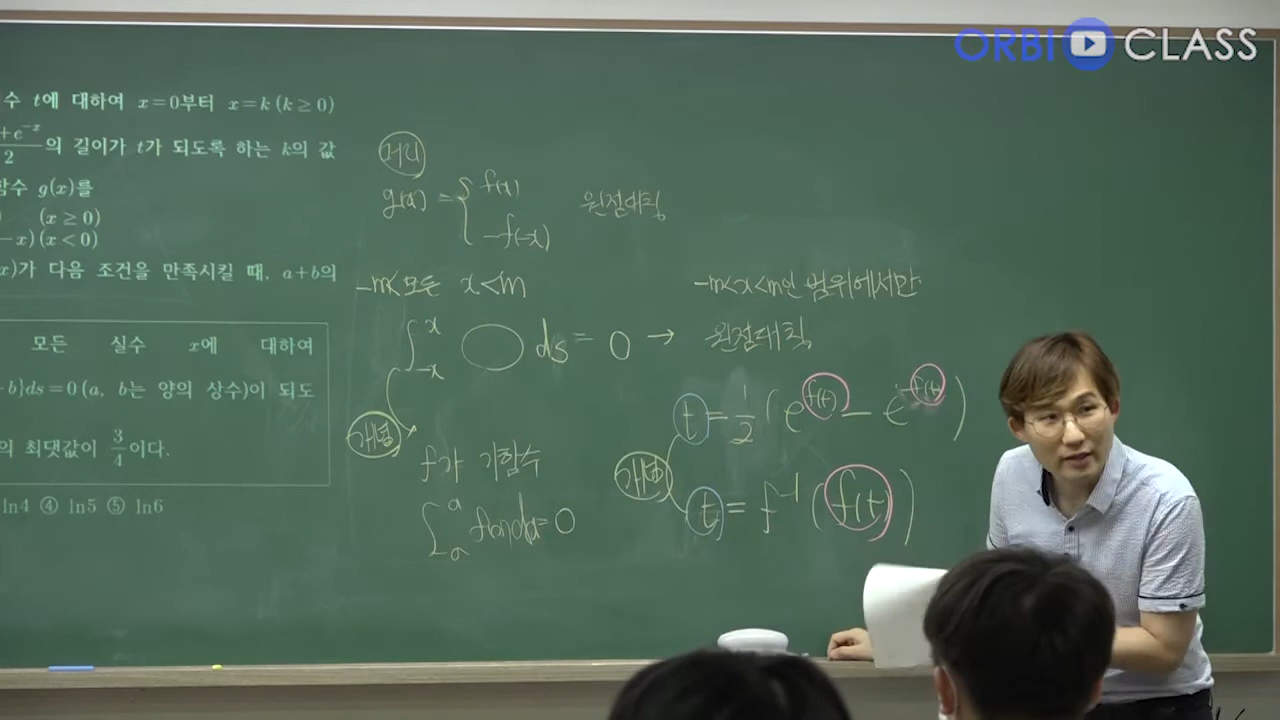 ORBI CLASS
수 t에 대하여 x=0부터 x=k (k≥0)
+e^{-x}/2 의 길이가 t가 되도록 하는 k의 값
함수 g(x)를
(x≥0)
-x) (x<0)
x)가 다음 조건을 만족시킬 때, a+b의
모든 실수 x에 대하여
b}ds=0 (a, b는 양의 상수)이 되도
의 최댓값이 3/4이다.
ln4 ④ ln5 ⑤ ln6
g(x) = { f(x)
-f(-x)
원점대칭
-m< 모든 x<m
∫_{-x}^{x} ◯ ds = 0 →
개념
f가 기함수
∫_{-a}^{a} f(x)dx=0
-m<x<m인 범위에서만
원점대칭
t = 1/2 ( e^{f(t)} - e^{-f(t)} )
개념
t = f^{-1} ( f(t) )